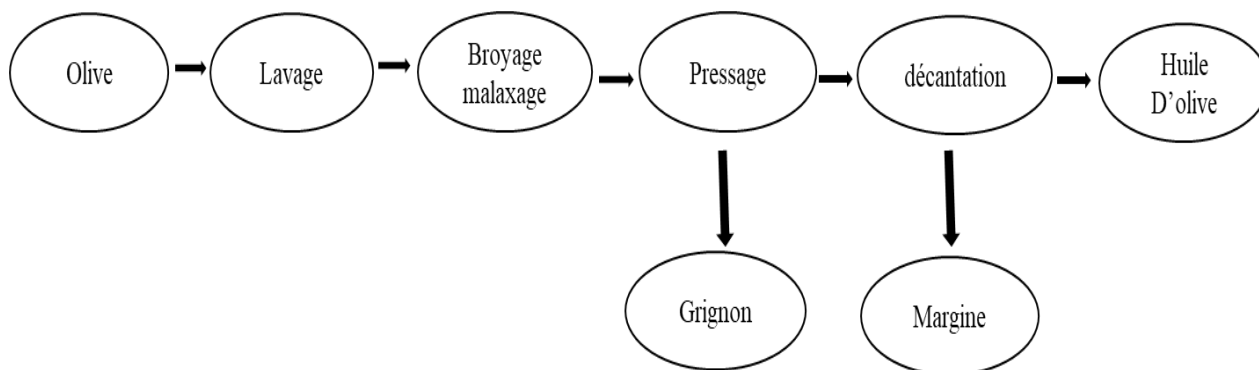 Olive
Lavage
Broyage
malaxage
Pressage
décantation
Huile
D’olive
Grignon
Margine